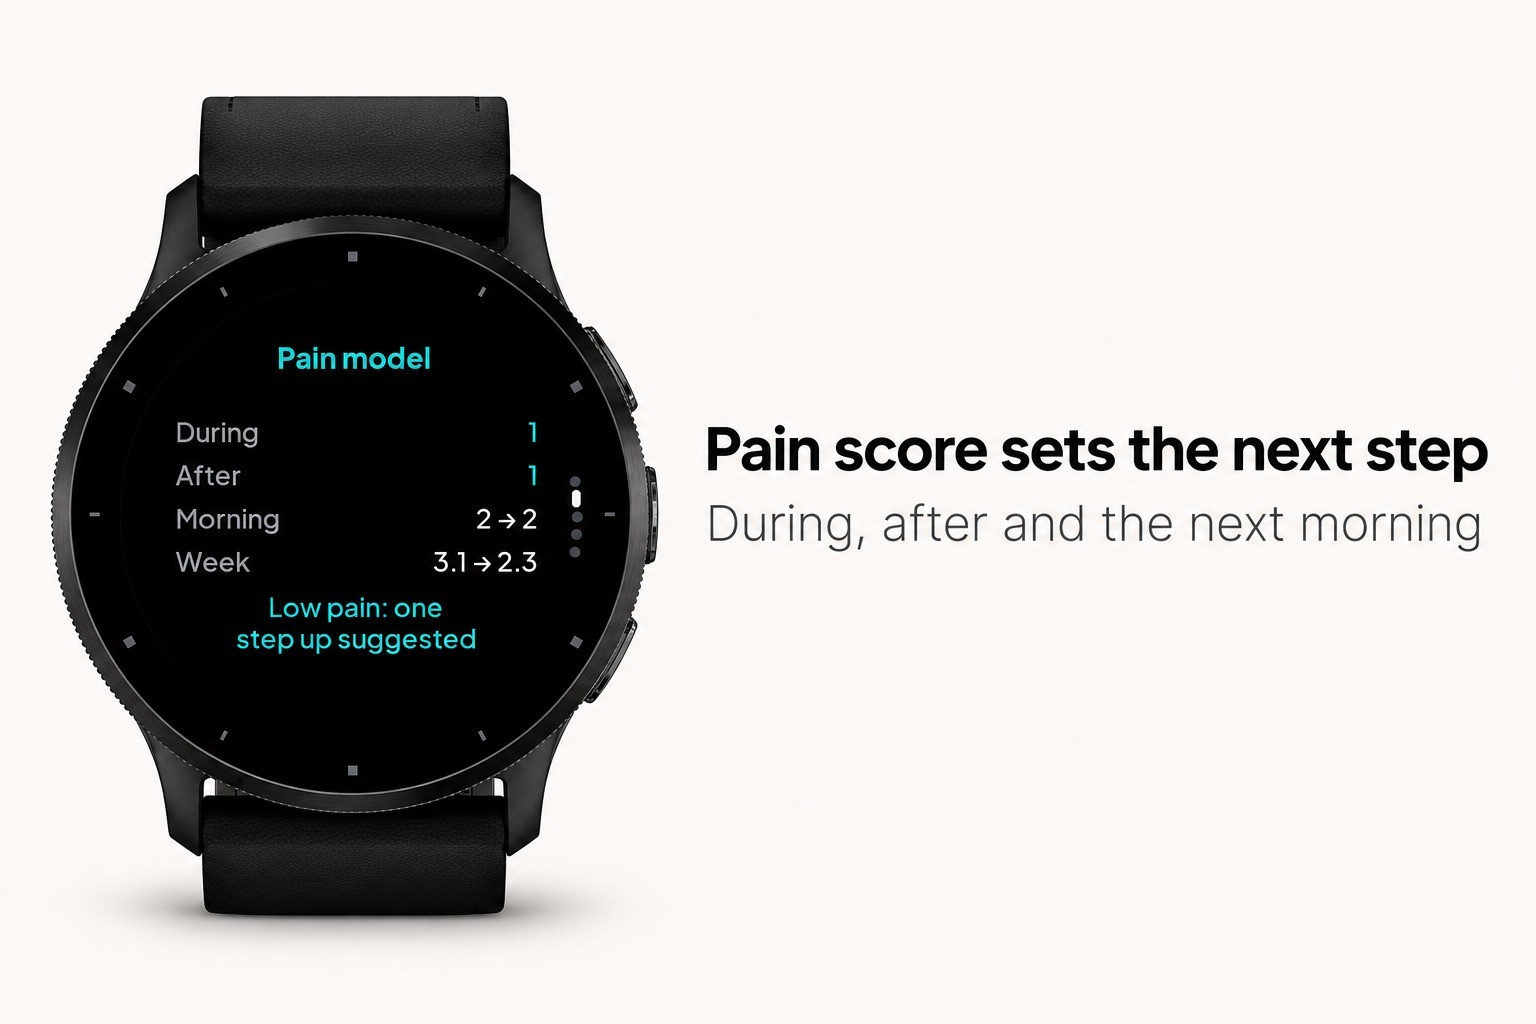 Pain model
During 1
After 1
Morning 2 → 2
Week 3.1 → 2.3
Low pain: one
step up suggested
Pain score sets the next step
During, after and the next morning